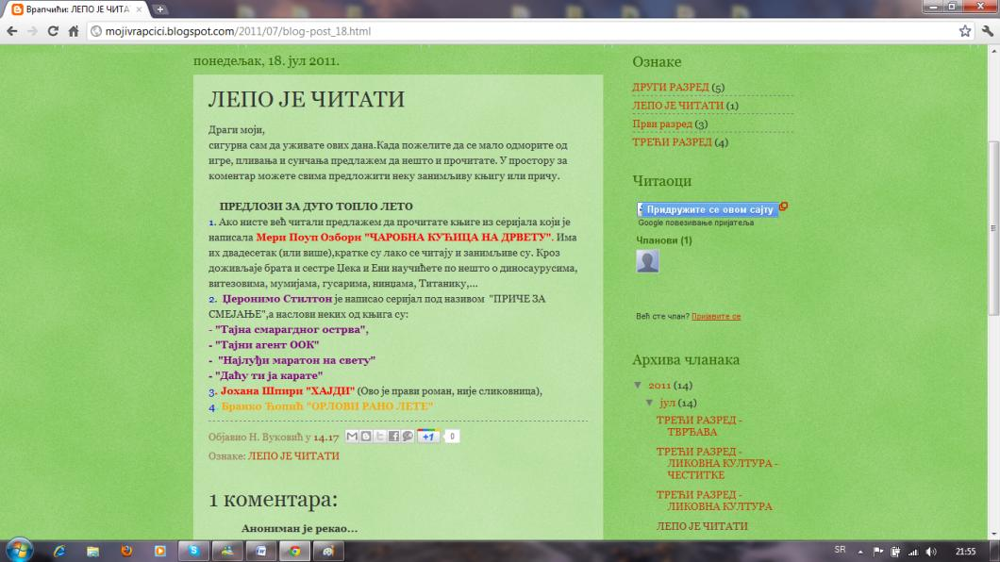 Врапчићи: ЛЕПО ЈЕ ЧИТА
mojivrapcici.blogspot.com/2011/07/blog-post_18.html
понедељак, 18. јул 2011.
ЛЕПО ЈЕ ЧИТАТИ
Драги моји,
сигурна сам да уживате ових дана.Када пожелите да се мало одморите од
игре, пливања и сунчања предлажем да нешто и прочитате. У простору за
коментар можете свима предложити неку занимљиву књигу или причу.
ПРЕДЛОЗИ ЗА ДУГО ТОПЛО ЛЕТО
1. Ако нисте већ читали предлажем да прочитате књиге из серијала који је
написала Мери Поуп Озборн "ЧАРОБНА КУЋИЦА НА ДРВЕТУ". Има
их двадесетак (или више),кратке су лако се читају и занимљиве су. Кроз
доживљаје брата и сестре Џека и Ени научићете по нешто о диносаурусима,
витезовима, мумијама, гусарима, нинџама, Титанику,...
2. Џеронимо Стилтон је написао серијал под називом "ПРИЧЕ ЗА
СМЕЈАЊЕ",а наслови неких од књига су:
- "Тајна смарагдног острва",
- "Тајни агент ООК"
- "Најлуђи маратон на свету"
- "Даћу ти ја карате"
3. Јохана Шпири "ХАЈДИ" (Ово је прави роман, није сликовница),
4. Бранко Ћопић "ОРЛОВИ РАНО ЛЕТЕ"
Објавио Н. Вуковић у 14.17 +1 0
Ознаке: ЛЕПО ЈЕ ЧИТАТИ
1 коментара:
Анониман је рекао...
Ознаке
ДРУГИ РАЗРЕД (5)
ЛЕПО ЈЕ ЧИТАТИ (1)
Први разред (3)
ТРЕЋИ РАЗРЕД (4)
Читаоци
Придружите се овом сајту
Google повезивање пријатеља
Чланови (1)
Већ сте члан? Пријавите се
Архива чланака
▼ 2011 (14)
▼ јул (14)
ТРЕЋИ РАЗРЕД -
ТВРЂАВА
ТРЕЋИ РАЗРЕД -
ЛИКОВНА КУЛТУРА -
ЧЕСТИТКЕ
ТРЕЋИ РАЗРЕД -
ЛИКОВНА КУЛТУРА
ЛЕПО ЈЕ ЧИТАТИ
SR 21:55